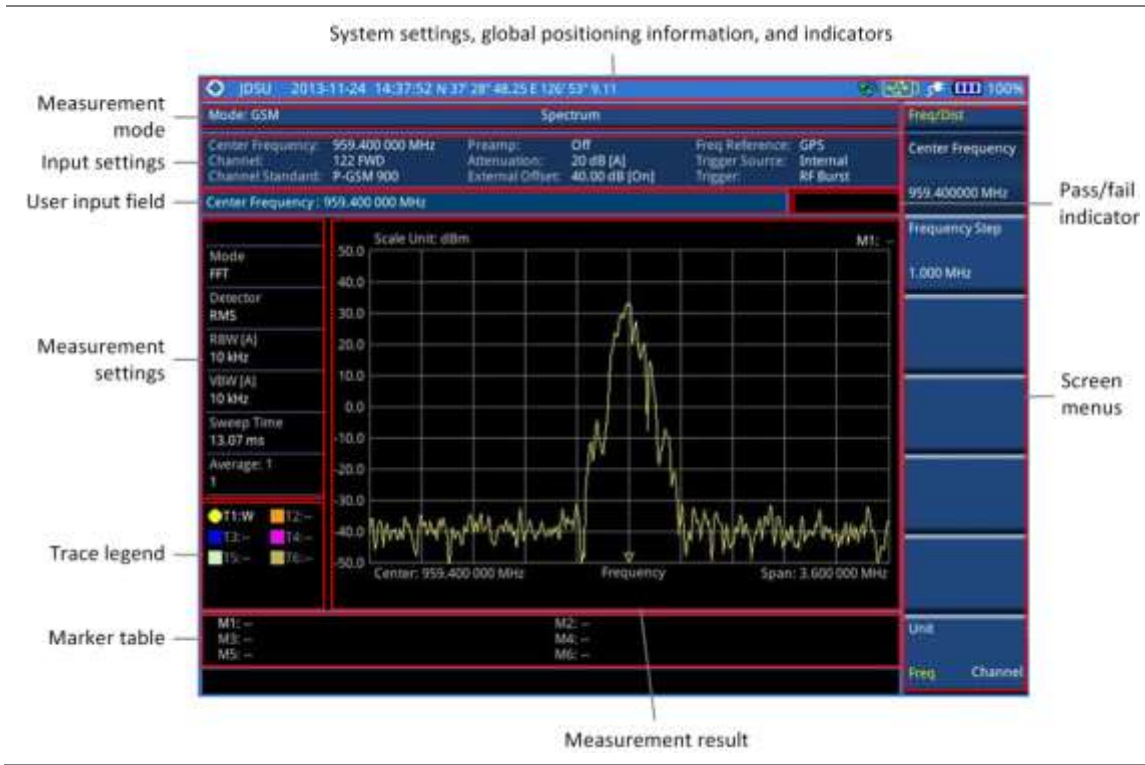 System settings, global positioning information, and indicators
JDSU 2013-11-24 14:37:52 N 37° 28" 48.25 E 126° 53" 9.11 100%
Measurement mode
Mode: GSM Spectrum
Freq/Dist
Input settings
Center Frequency: 959.400 000 MHz Preamp: Off Freq Reference: GPS
Channel: 122 FWD Attenuation: 20 dB [A] Trigger Source: Internal
Channel Standard: P-GSM 900 External Offset: 40.00 dB [On] Trigger: RF Burst
Center Frequency
959.400000 MHz
Pass/fail indicator
User input field
Center Frequency : 959.400 000 MHz
Frequency Step
1.000 MHz
Measurement settings
Mode
FFT
Detector
RMS
RBW [A]
10 kHz
VBW [A]
10 kHz
Sweep Time
13.07 ms
Average: 1
1
Scale Unit: dBm M1: --
50.0
40.0
30.0
20.0
10.0
0.0
-10.0
-20.0
-30.0
-40.0
-50.0
Center: 959.400 000 MHz Frequency Span: 3.600 000 MHz
Screen menus
Trace legend
T1:W T2:--
T3:-- T4:--
T5:-- T6:--
Marker table
M1: -- M2: --
M3: -- M4: --
M5: -- M6: --
Unit
Freq Channel
Measurement result